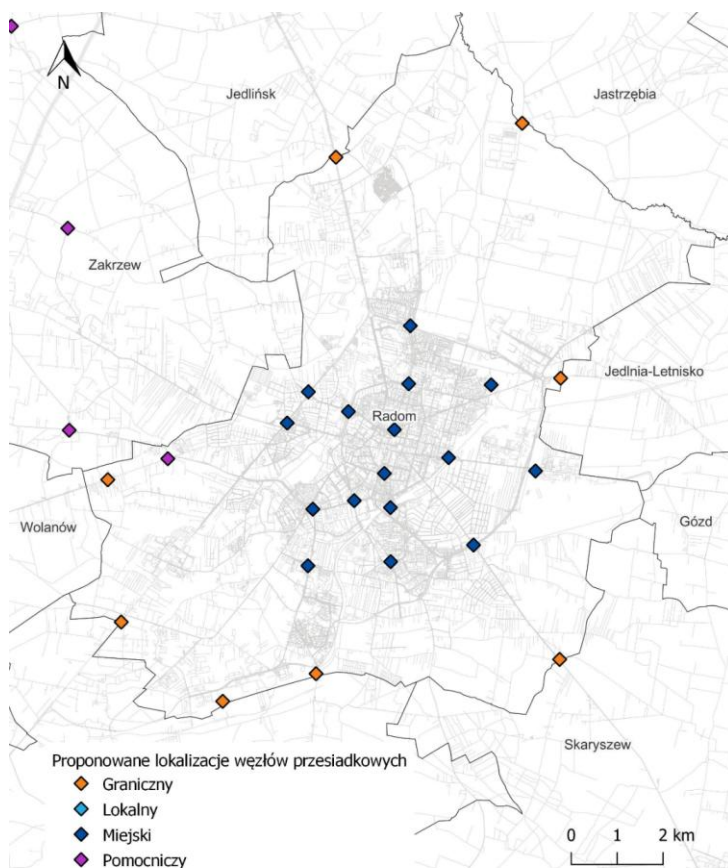 N
Jedlińsk
Jastrzębia
Zakrzew
Jedlnia-Letnisko
Radom
Wolanów
Gózd
Skaryszew
Proponowane lokalizacje węzłów przesiadkowych
Graniczny
Lokalny
Miejski
Pomocniczy
0 1 2 km